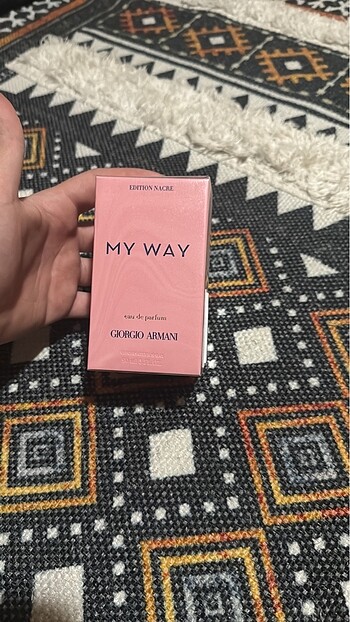 EDITION NACRE
MY WAY
eau de parfum
GIORGIO ARMANI